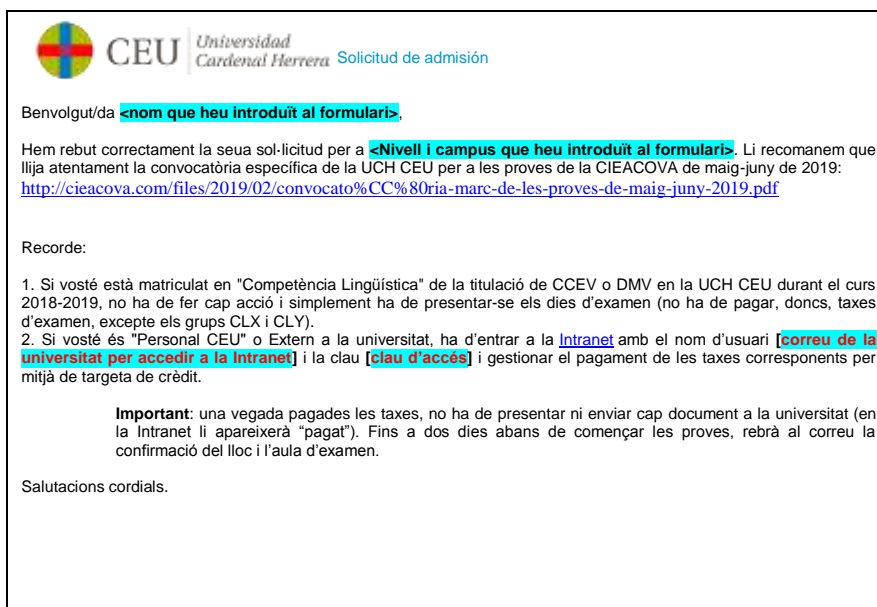 CEU Universidad
Cardenal Herrera Solicitud de admisión
Benvolgut/da <nom que heu introduït al formulari>,
Hem rebut correctament la seua sol·licitud per a <Nivell i campus que heu introduït al formulari>. Li recomanem que
llija atentament la convocatòria específica de la UCH CEU per a les proves de la CIEACOVA de maig-juny de 2019:
http://cieacova.com/files/2019/02/convocato%CC%80ria-marc-de-les-proves-de-maig-juny-2019.pdf
Recorde:
1. Si vosté està matriculat en "Competència Lingüística" de la titulació de CCEV o DMV en la UCH CEU durant el curs
2018-2019, no ha de fer cap acció i simplement ha de presentar-se els dies d’examen (no ha de pagar, doncs, taxes
d’examen, excepte els grups CLX i CLY).
2. Si vosté és "Personal CEU" o Extern a la universitat, ha d’entrar a la Intranet amb el nom d’usuari [correu de la
universitat per accedir a la Intranet] i la clau [clau d’accés] i gestionar el pagament de les taxes corresponents per
mitjà de targeta de crèdit.
Important: una vegada pagades les taxes, no ha de presentar ni enviar cap document a la universitat (en
la Intranet li apareixerà “pagat”). Fins a dos dies abans de començar les proves, rebrà al correu la
confirmació del lloc i l’aula d’examen.
Salutacions cordials.